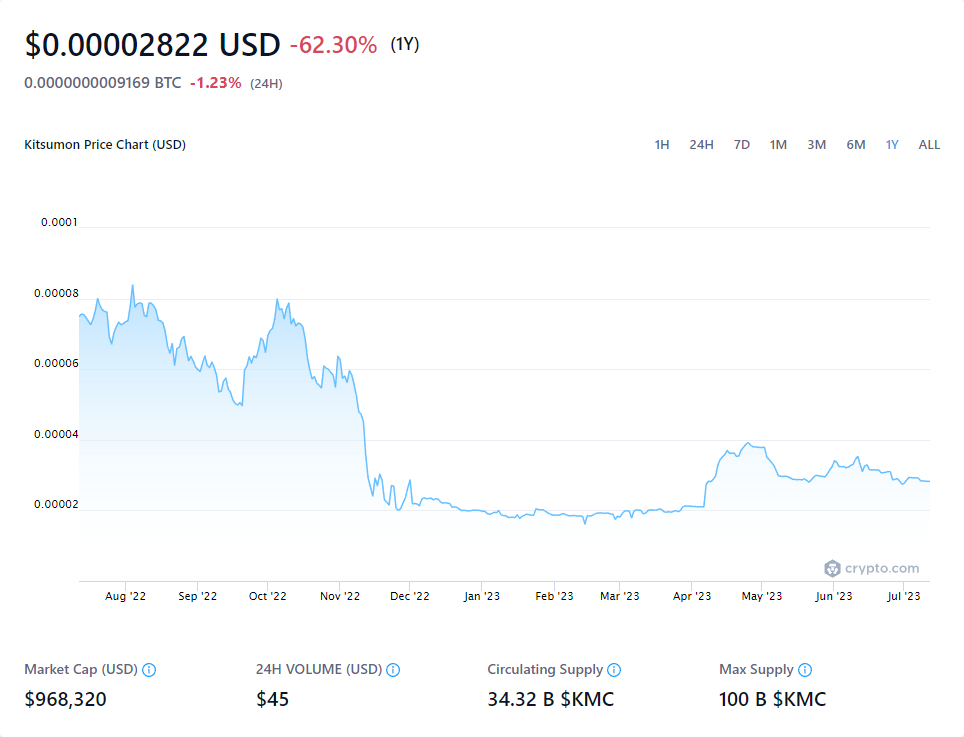 $0.00002822 USD -62.30% (1Y)
0.0000000009169 BTC -1.23% (24H)
Kitsumon Price Chart (USD) 1H 24H 7D 1M 3M 6M 1Y ALL
0.0001
0.00008
0.00006
0.00004
0.00002
crypto.com
Aug '22 Sep '22 Oct '22 Nov '22 Dec '22 Jan '23 Feb '23 Mar '23 Apr '23 May '23 Jun '23 Jul '23
Market Cap (USD) 24H VOLUME (USD) Circulating Supply Max Supply
$968,320 $45 34.32 B $KMC 100 B $KMC